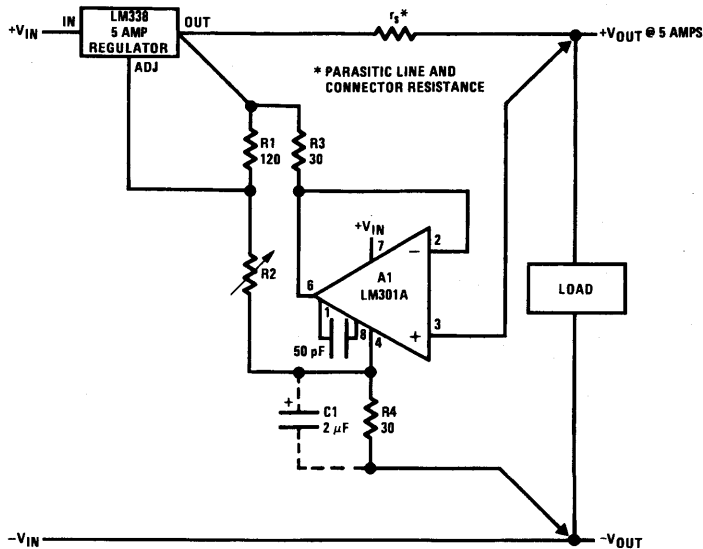 LM338
5 AMP
REGULATOR
IN
OUT
ADJ
+VIN
rs*
+VOUT @ 5 AMPS
* PARASITIC LINE AND
CONNECTOR RESISTANCE
R1
120
R3
30
+VIN
7
2
−
A1
LM301A
6
R2
1
8
4
+
3
50 pF
LOAD
+
C1
2 μF
R4
30
−VIN
−VOUT